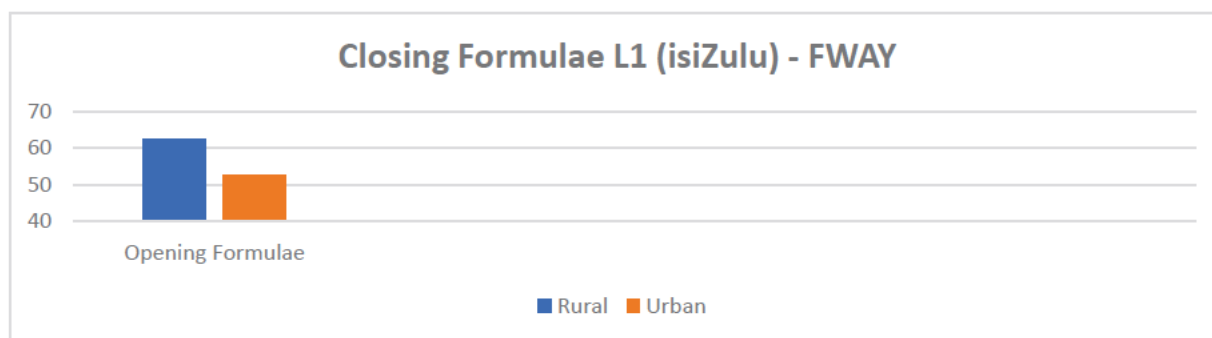 Closing Formulae L1 (isiZulu) - FWAY
70
60
50
40
Opening Formulae
Rural Urban